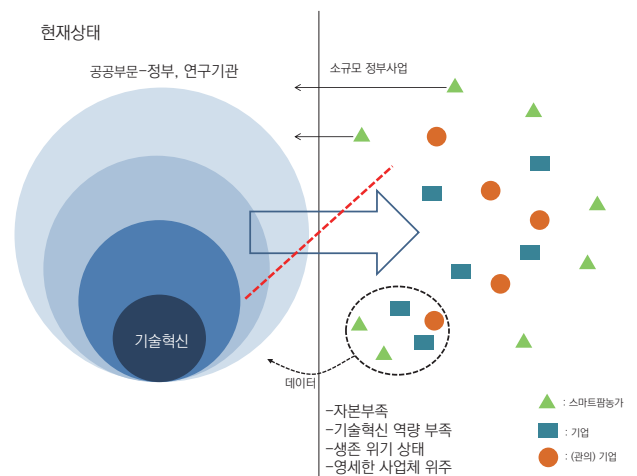 현재상태
공공부문-정부, 연구기관
소규모 정부사업
기술혁신
데이터
-자본부족
-기술혁신 역량 부족
-생존 위기 상태
-영세한 사업체 위주
: 스마트팜농가
: 기업
: (관의) 기업